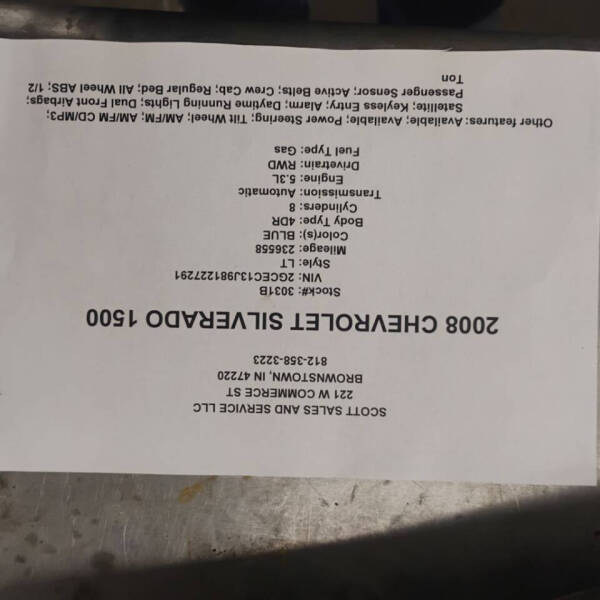 SCOTT SALES AND SERVICE LLC
221 W COMMERCE ST
BROWNSTOWN, IN 47220
812-358-3223
2008 CHEVROLET SILVERADO 1500
Stock#: 3031B
VIN: 2GCEC13J981227291
Style: LT
Mileage: 236558
Color(s): BLUE
Body Type: 4DR
Cylinders: 8
Transmission: Automatic
Engine: 5.3L
Drivetrain: RWD
Fuel Type: Gas
Other features: Available; Available; Power Steering; Tilt Wheel; AM/FM; AM/FM CD/MP3;
Satellite; Keyless Entry; Alarm; Daytime Running Lights; Dual Front Airbags;
Passenger Sensor; Active Belts; Crew Cab; Regular Bed; All Wheel ABS; 1/2
Ton